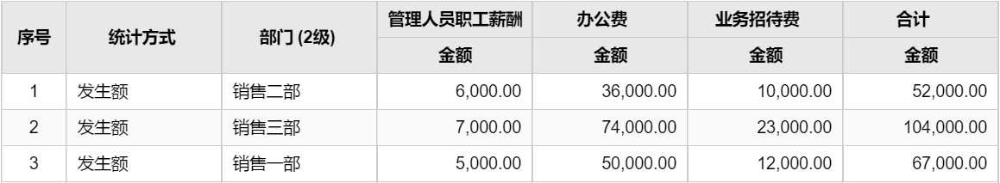 序号 统计方式 部门 (2级) 管理人员职工薪酬 办公费 业务招待费 合计
金额 金额 金额 金额
1 发生额 销售二部 6,000.00 36,000.00 10,000.00 52,000.00
2 发生额 销售三部 7,000.00 74,000.00 23,000.00 104,000.00
3 发生额 销售一部 5,000.00 50,000.00 12,000.00 67,000.00